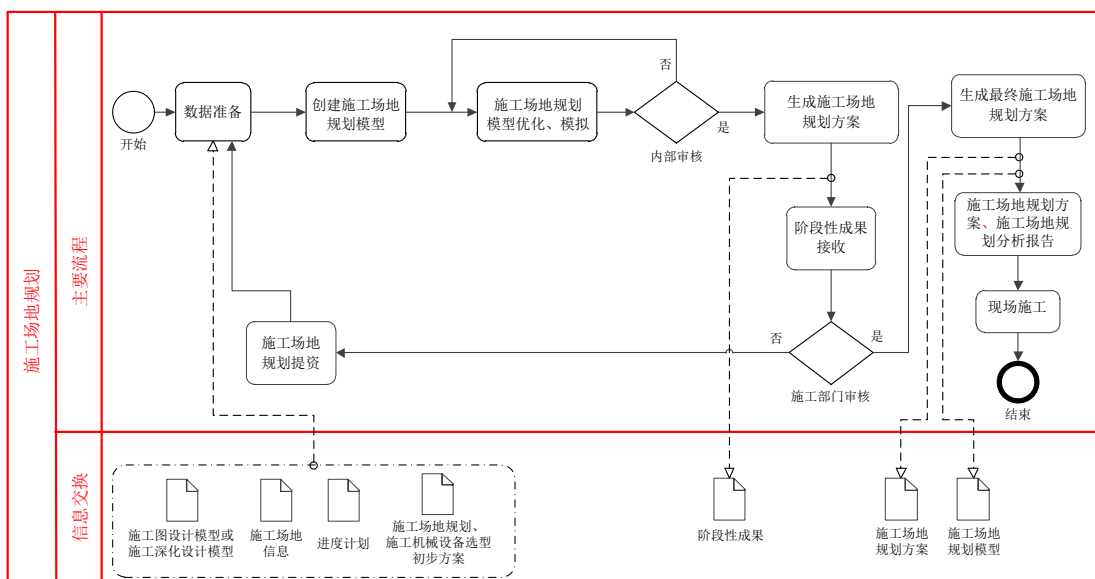 施工场地规划
主要流程
开始
数据准备
创建施工场地
规划模型
施工场地规划
模型优化、模拟
否
是
内部审核
生成施工场地
规划方案
生成最终施工场地
规划方案
阶段性成果
接收
施工场地规划方
案、施工场地规
划分析报告
现场施工
结束
施工场地
规划提资
否
是
施工部门审核
信息交换
施工图设计模型或
施工深化设计模型
施工场地
信息
进度计划
施工场地规划、
施工机械设备选型
初步方案
阶段性成果
施工场地
规划方案
施工场地
规划模型